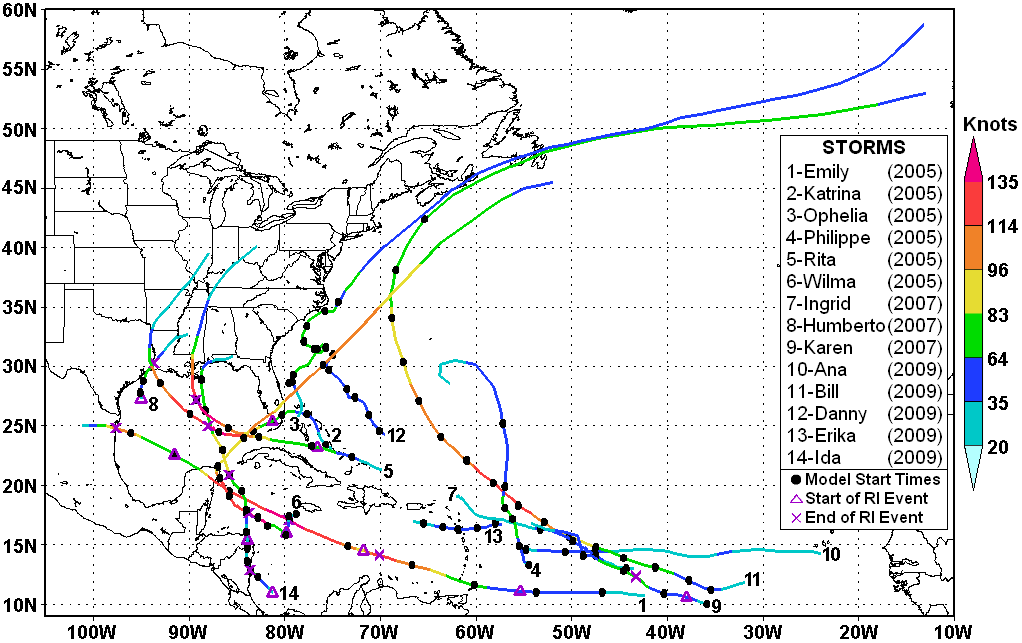 60N
55N
50N
45N
40N
35N
30N
25N
20N
15N
10N
100W
90W
80W
70W
60W
50W
40W
30W
20W
10W
Knots
135
114
96
83
64
35
20
STORMS
1-Emily (2005)
2-Katrina (2005)
3-Ophelia (2005)
4-Philippe (2005)
5-Rita (2005)
6-Wilma (2005)
7-Ingrid (2007)
8-Humberto (2007)
9-Karen (2007)
10-Ana (2009)
11-Bill (2009)
12-Danny (2009)
13-Erika (2009)
14-Ida (2009)
Model Start Times
Start of RI Event
End of RI Event
8
3
2
12
5
7
6
13
4
10
11
14
1
9